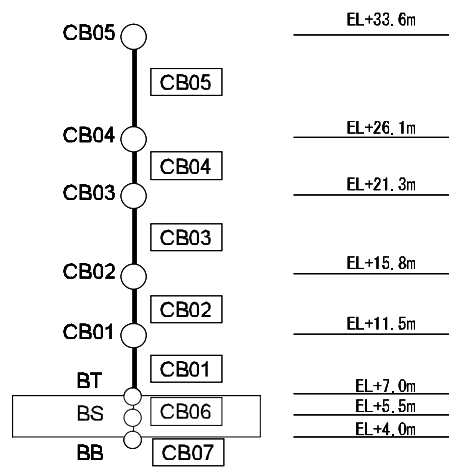 CB05 EL+33.6m
CB05
CB04 EL+26.1m
CB04
CB03 EL+21.3m
CB03
CB02 EL+15.8m
CB02
CB01 EL+11.5m
CB01
BT EL+7.0m
BS CB06 EL+5.5m
BB CB07 EL+4.0m